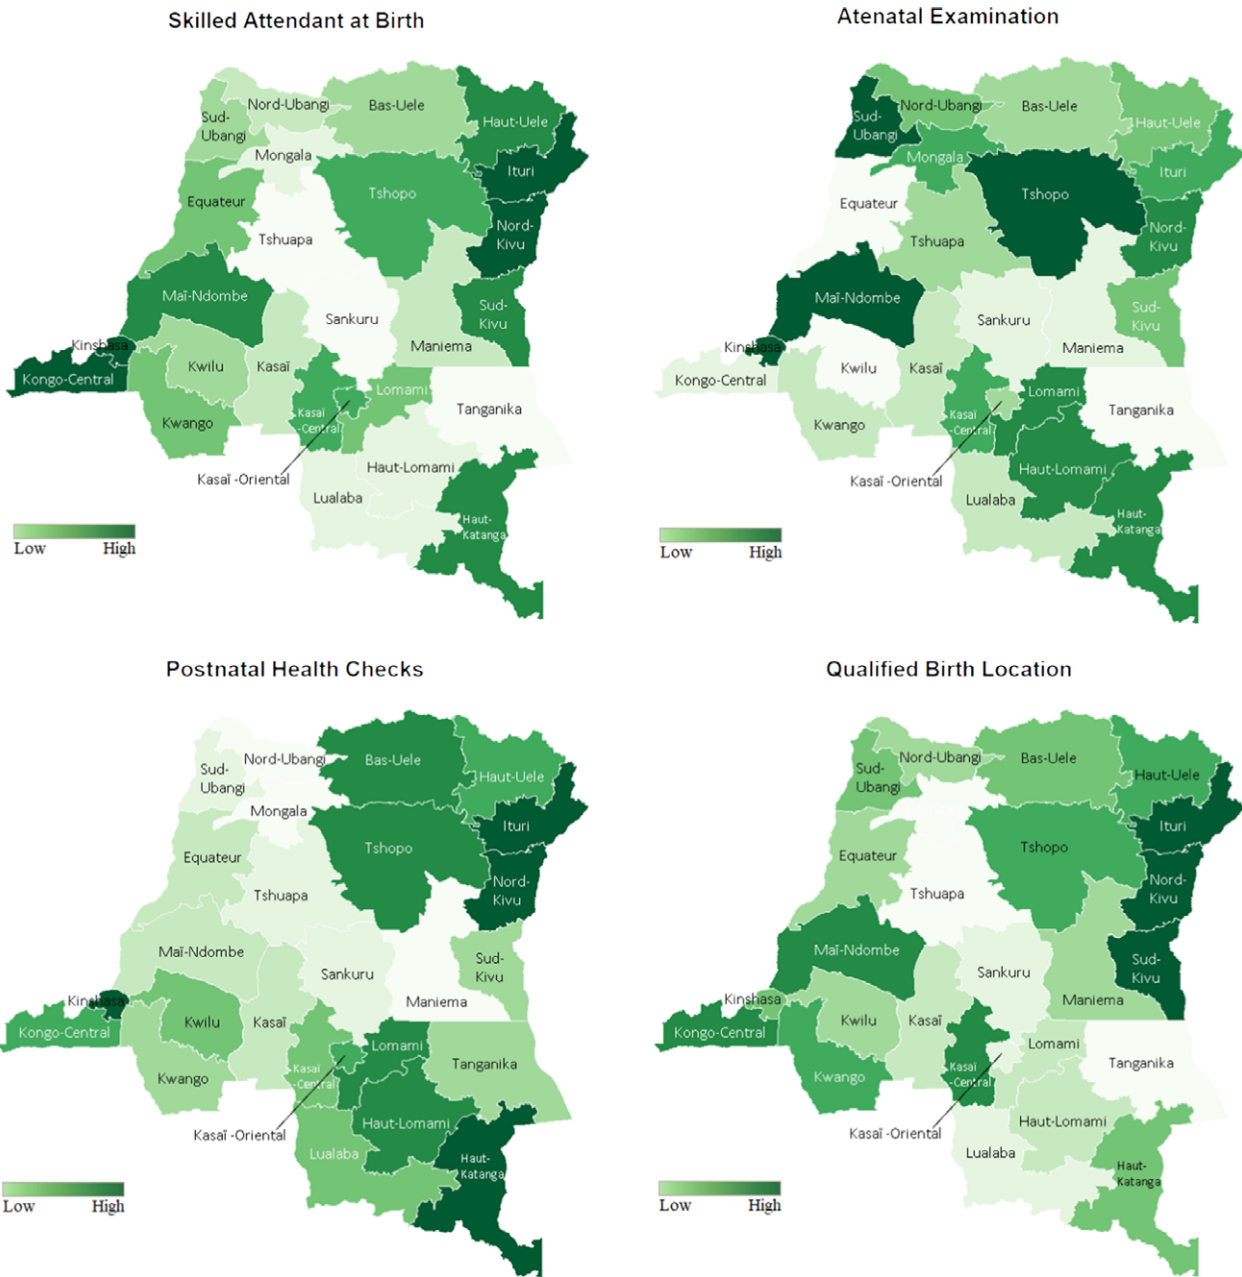 Skilled Attendant at Birth
Nord-Ubangi
Bas-Uele
Sud-
Ubangi
Haut-Uele
Mongala
Ituri
Tshopo
Equateur
Nord-
Kivu
Tshuapa
Maï-Ndombe
Sud-
Kivu
Sankuru
Kinshasa
Maniema
Kwilu
Kasaï
Kongo-Central
Lomami
Tanganika
Kasaï
-Central
Kwango
Haut-Lomami
Kasaï -Oriental
Lualaba
Haut-
Katanga
Low
High
Atenatal Examination
Nord-Ubangi
Bas-Uele
Sud-
Ubangi
Haut-Uele
Mongala
Ituri
Tshopo
Equateur
Nord-
Kivu
Tshuapa
Maï-Ndombe
Sud-
Kivu
Sankuru
Kinshasa
Maniema
Kwilu
Kasaï
Kongo-Central
Lomami
Tanganika
Kasaï
-Central
Kwango
Haut-Lomami
Kasaï -Oriental
Lualaba
Haut-
Katanga
Low
High
Postnatal Health Checks
Nord-Ubangi
Bas-Uele
Sud-
Ubangi
Haut-Uele
Mongala
Ituri
Tshopo
Equateur
Nord-
Kivu
Tshuapa
Maï-Ndombe
Sud-
Kivu
Sankuru
Kinshasa
Maniema
Kwilu
Kasaï
Kongo-Central
Lomami
Tanganika
Kasaï
-Central
Kwango
Haut-Lomami
Kasaï -Oriental
Lualaba
Haut-
Katanga
Low
High
Qualified Birth Location
Nord-Ubangi
Bas-Uele
Sud-
Ubangi
Haut-Uele
Ituri
Tshopo
Equateur
Nord-
Kivu
Tshuapa
Maï-Ndombe
Sud-
Kivu
Sankuru
Kinshasa
Maniema
Kwilu
Kasaï
Kongo-Central
Lomami
Tanganika
Kasaï
-Central
Kwango
Haut-Lomami
Kasaï -Oriental
Lualaba
Haut-
Katanga
Low
High